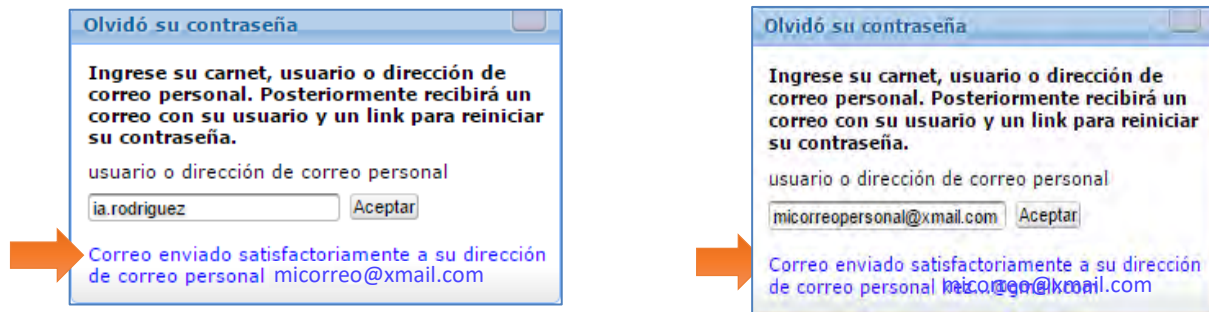 Olvidó su contraseña
Ingrese su carnet, usuario o dirección de
correo personal. Posteriormente recibirá un
correo con su usuario y un link para reiniciar
su contraseña.
usuario o dirección de correo personal
ia.rodriguez Aceptar
Correo enviado satisfactoriamente a su dirección
de correo personal micorreo@xmail.com
Olvidó su contraseña
Ingrese su carnet, usuario o dirección de
correo personal. Posteriormente recibirá un
correo con su usuario y un link para reiniciar
su contraseña.
usuario o dirección de correo personal
micorreopersonal@xmail.com Aceptar
Correo enviado satisfactoriamente a su dirección
de correo personal micorreo@xmail.com